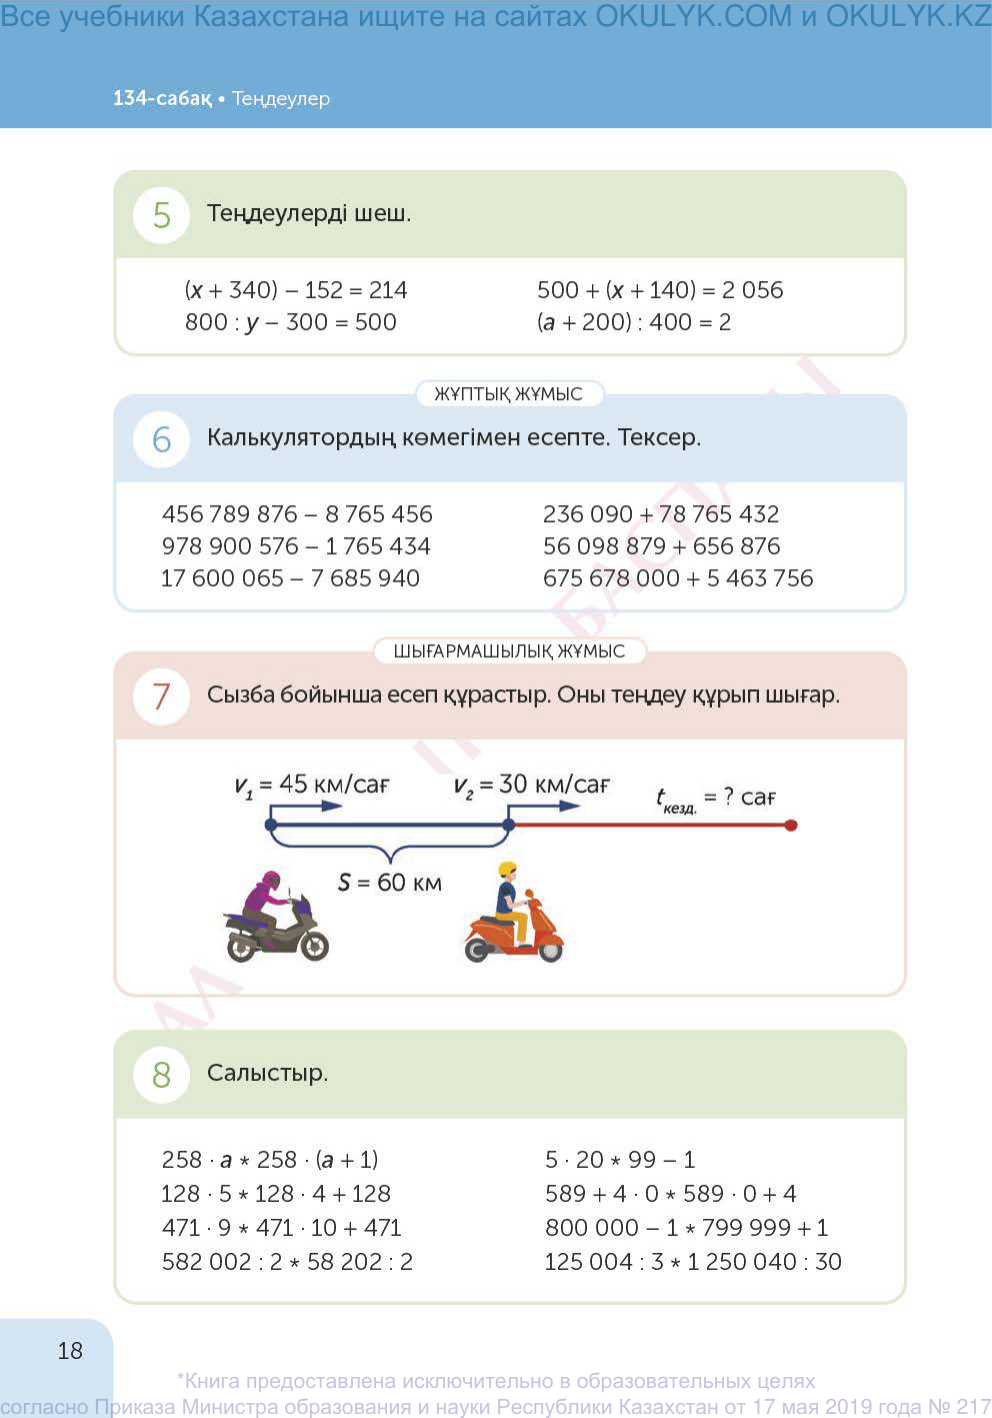 Все учебники Казахстана ищите на сайтах OKULYK.COM и OKULYK.KZ
134-сабақ • Теңдеулер
5 Теңдеулерді шеш.
(x + 340) – 152 = 214
800 : y – 300 = 500
500 + (x + 140) = 2 056
(a + 200) : 400 = 2
ЖҰПТЫҚ ЖҰМЫС
6 Калькулятордың көмегімен есепте. Тексер.
456 789 876 – 8 765 456
978 900 576 – 1 765 434
17 600 065 – 7 685 940
236 090 + 78 765 432
56 098 879 + 656 876
675 678 000 + 5 463 756
ШЫҒАРМАШЫЛЫҚ ЖҰМЫС
7 Сызба бойынша есеп құрастыр. Оны теңдеу құрып шығар.
v₁ = 45 км/сағ
v₂ = 30 км/сағ
tкезд. = ? сағ
S = 60 км
8 Салыстыр.
258 · a * 258 · (a + 1)
128 · 5 * 128 · 4 + 128
471 · 9 * 471 · 10 + 471
582 002 : 2 * 58 202 : 2
5 · 20 * 99 – 1
589 + 4 · 0 * 589 · 0 + 4
800 000 – 1 * 799 999 + 1
125 004 : 3 * 1 250 040 : 30
18
*Книга предоставлена исключительно в образовательных целях
согласно Приказа Министра образования и науки Республики Казахстан от 17 мая 2019 года № 217